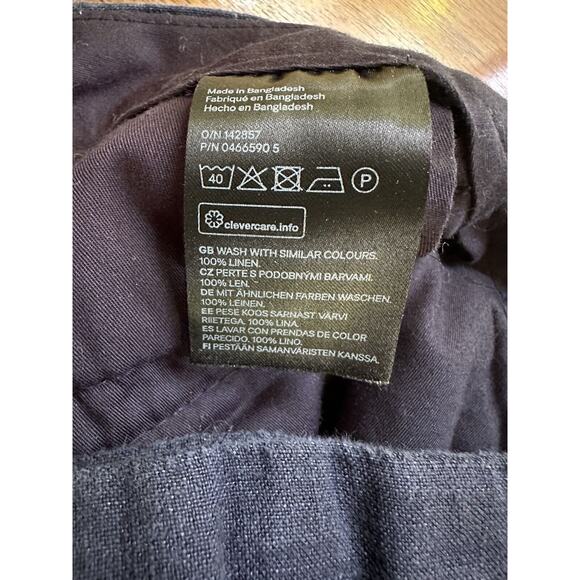 Made in Bangladesh
Fabriqué en Bangladesh
Hecho en Bangladesh
O/N 142857
P/N 0466590 5
40 P
clevercare.info
GB WASH WITH SIMILAR COLOURS.
100% LINEN.
CZ PERTE S PODOBNÝMI BARVAMI.
100% LEN.
DE MIT ÄHNLICHEN FARBEN WASCHEN.
100% LEINEN.
EE PESE KOOS SARNAST VÄRVI
RIIETEGA. 100% LINA.
ES LAVAR CON PRENDAS DE COLOR
PARECIDO. 100% LINO.
FI PESTÄÄN SAMANVÄRISTEN KANSSA.